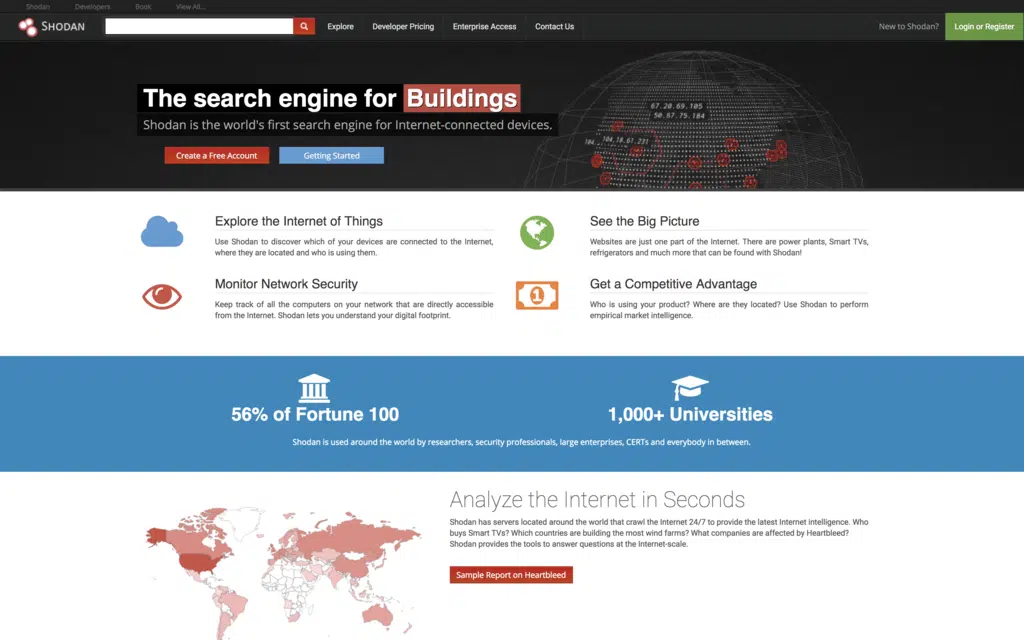 Shodan Developers Book View All...
SHODAN Explore Developer Pricing Enterprise Access Contact Us New to Shodan? Login or Register
The search engine for Buildings
Shodan is the world's first search engine for Internet-connected devices.
Create a Free Account Getting Started
67.20.69.105
50.67.75.184
104.18.61.231
Explore the Internet of Things
Use Shodan to discover which of your devices are connected to the Internet,
where they are located and who is using them.
See the Big Picture
Websites are just one part of the Internet. There are power plants, Smart TVs,
refrigerators and much more that can be found with Shodan!
Monitor Network Security
Keep track of all the computers on your network that are directly accessible
from the Internet. Shodan lets you understand your digital footprint.
1
Get a Competitive Advantage
Who is using your product? Where are they located? Use Shodan to perform
empirical market intelligence.
56% of Fortune 100
1,000+ Universities
Shodan is used around the world by researchers, security professionals, large enterprises, CERTs and everybody in between.
Analyze the Internet in Seconds
Shodan has servers located around the world that crawl the Internet 24/7 to provide the latest Internet intelligence. Who
buys Smart TVs? Which countries are building the most wind farms? What companies are affected by Heartbleed?
Shodan provides the tools to answer questions at the Internet-scale.
Sample Report on Heartbleed